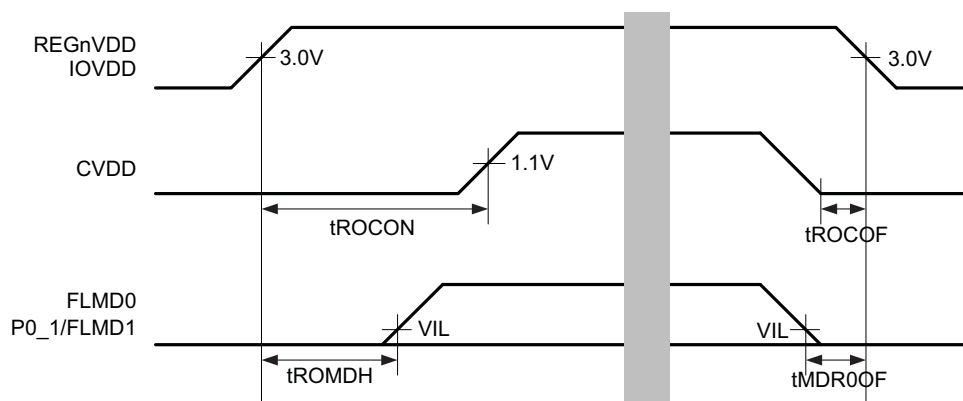 REGnVDD
IOVDD
3.0V
3.0V
CVDD
1.1V
tROCON
tROCOF
FLMD0
P0_1/FLMD1
VIL
VIL
tROMDH
tMDR0OF